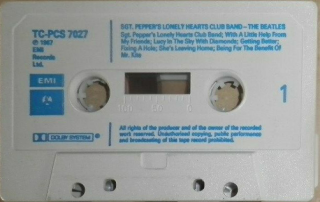 TC-PCS 7027
℗ 1967
EMI
Records
Ltd.
EMI
SGT. PEPPER'S LONELY HEARTS CLUB BAND—THE BEATLES
Sgt. Pepper's Lonely Hearts Club Band; With A Little Help From
My Friends; Lucy In The Sky With Diamonds; Getting Better;
Fixing A Hole; She's Leaving Home; Being For The Benefit Of
Mr. Kite
1
DOLBY SYSTEM
All rights of the producer and of the owner of the recorded
work reserved. Unauthorised copying, public performance
and broadcasting of this tape record prohibited.